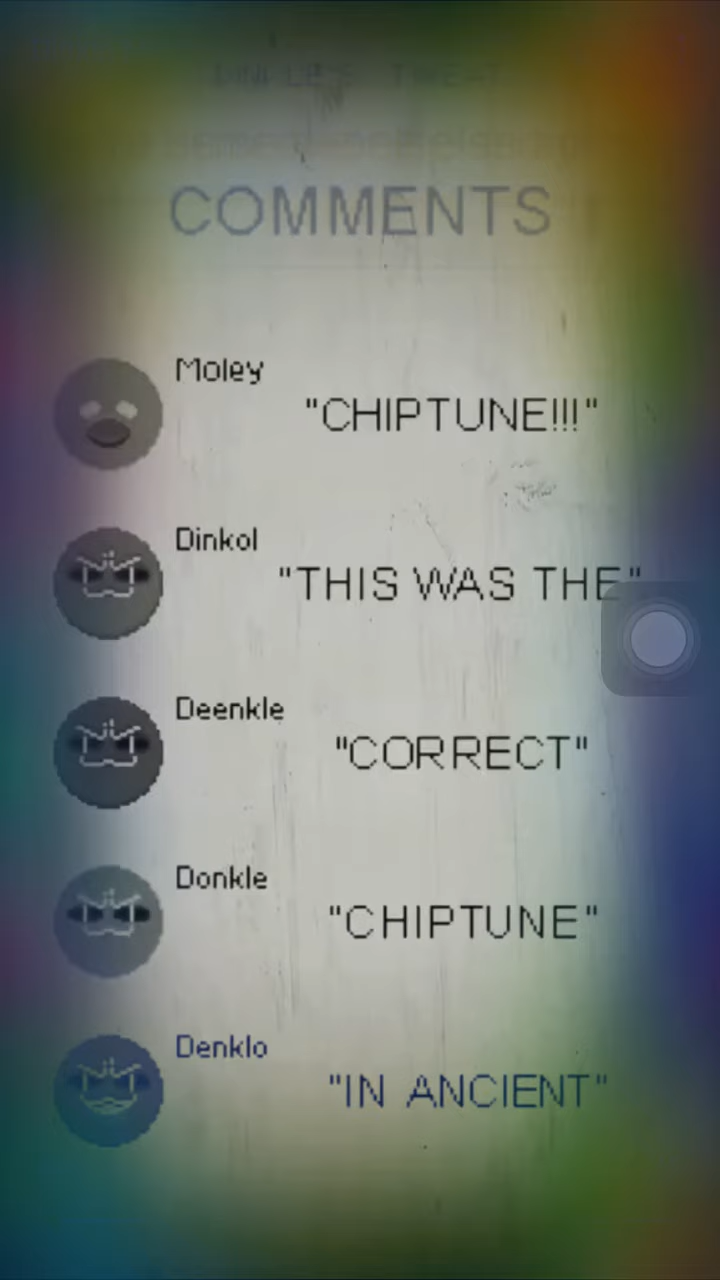 COMMENTS
Moley
"CHIPTUNE!!!"
Dinkol
"THIS WAS THE"
Deenkle
"CORRECT"
Donkle
"CHIPTUNE"
Denklo
"IN ANCIENT"